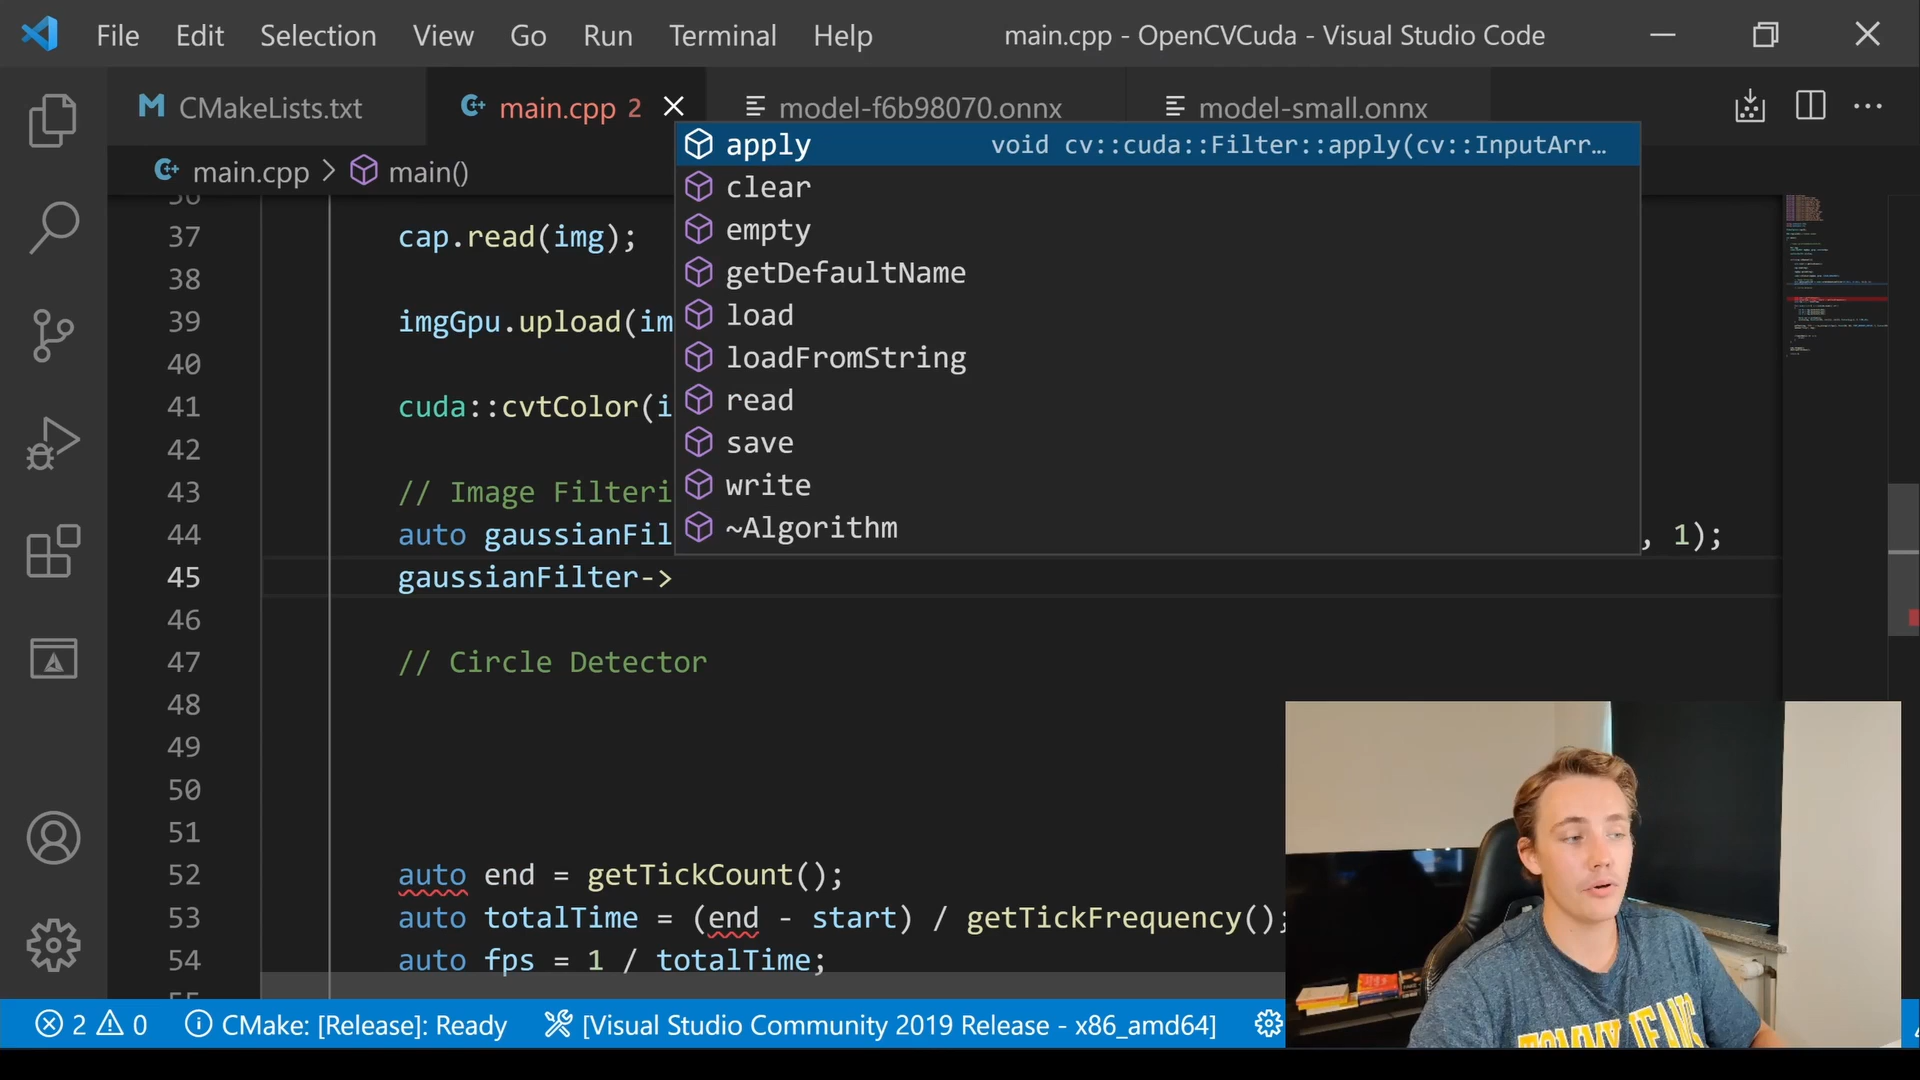 File Edit Selection View Go Run Terminal Help main.cpp - OpenCVCuda - Visual Studio Code
CMakeLists.txt main.cpp 2 model-f6b98070.onnx model-small.onnx
main.cpp > main()
apply void cv::cuda::Filter::apply(cv::InputArr…
clear
empty
getDefaultName
load
loadFromString
read
save
write
~Algorithm
36
37 cap.read(img);
38
39 imgGpu.upload(im
40
41 cuda::cvtColor(i
42
43 // Image Filteri
44 auto gaussianFil , 1);
45 gaussianFilter->
46
47 // Circle Detector
48
49
50
51
52 auto end = getTickCount();
53 auto totalTime = (end - start) / getTickFrequency();
54 auto fps = 1 / totalTime;
55
2 0 CMake: [Release]: Ready [Visual Studio Community 2019 Release - x86_amd64]
TOMMY JEANS